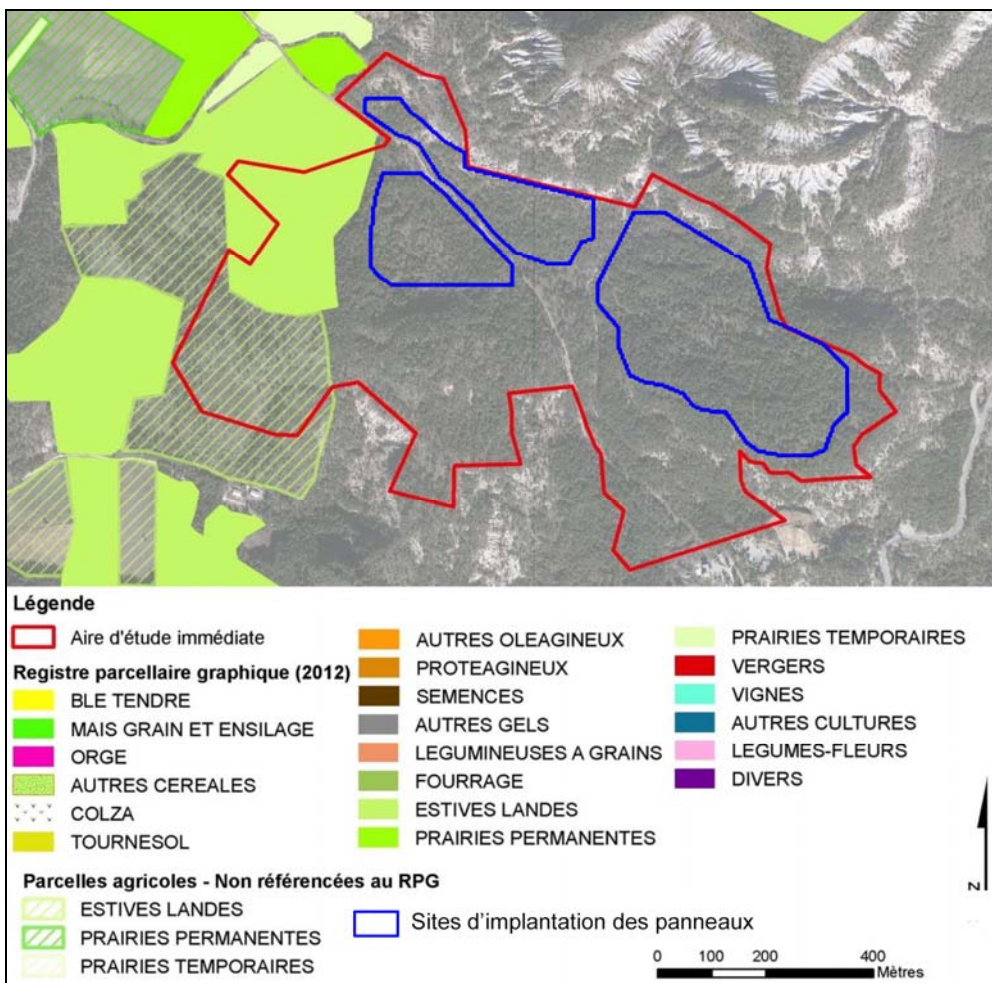 Légende
Aire d'étude immédiate
Registre parcellaire graphique (2012)
BLE TENDRE
MAIS GRAIN ET ENSILAGE
ORGE
AUTRES CEREALES
COLZA
TOURNESOL
AUTRES OLEAGINEUX
PROTEAGINEUX
SEMENCES
AUTRES GELS
LEGUMINEUSES A GRAINS
FOURRAGE
ESTIVES LANDES
PRAIRIES PERMANENTES
PRAIRIES TEMPORAIRES
VERGERS
VIGNES
AUTRES CULTURES
LEGUMES-FLEURS
DIVERS
Parcelles agricoles - Non référencées au RPG
ESTIVES LANDES
PRAIRIES PERMANENTES
PRAIRIES TEMPORAIRES
Sites d'implantation des panneaux
N
0 100 200 400
Mètres